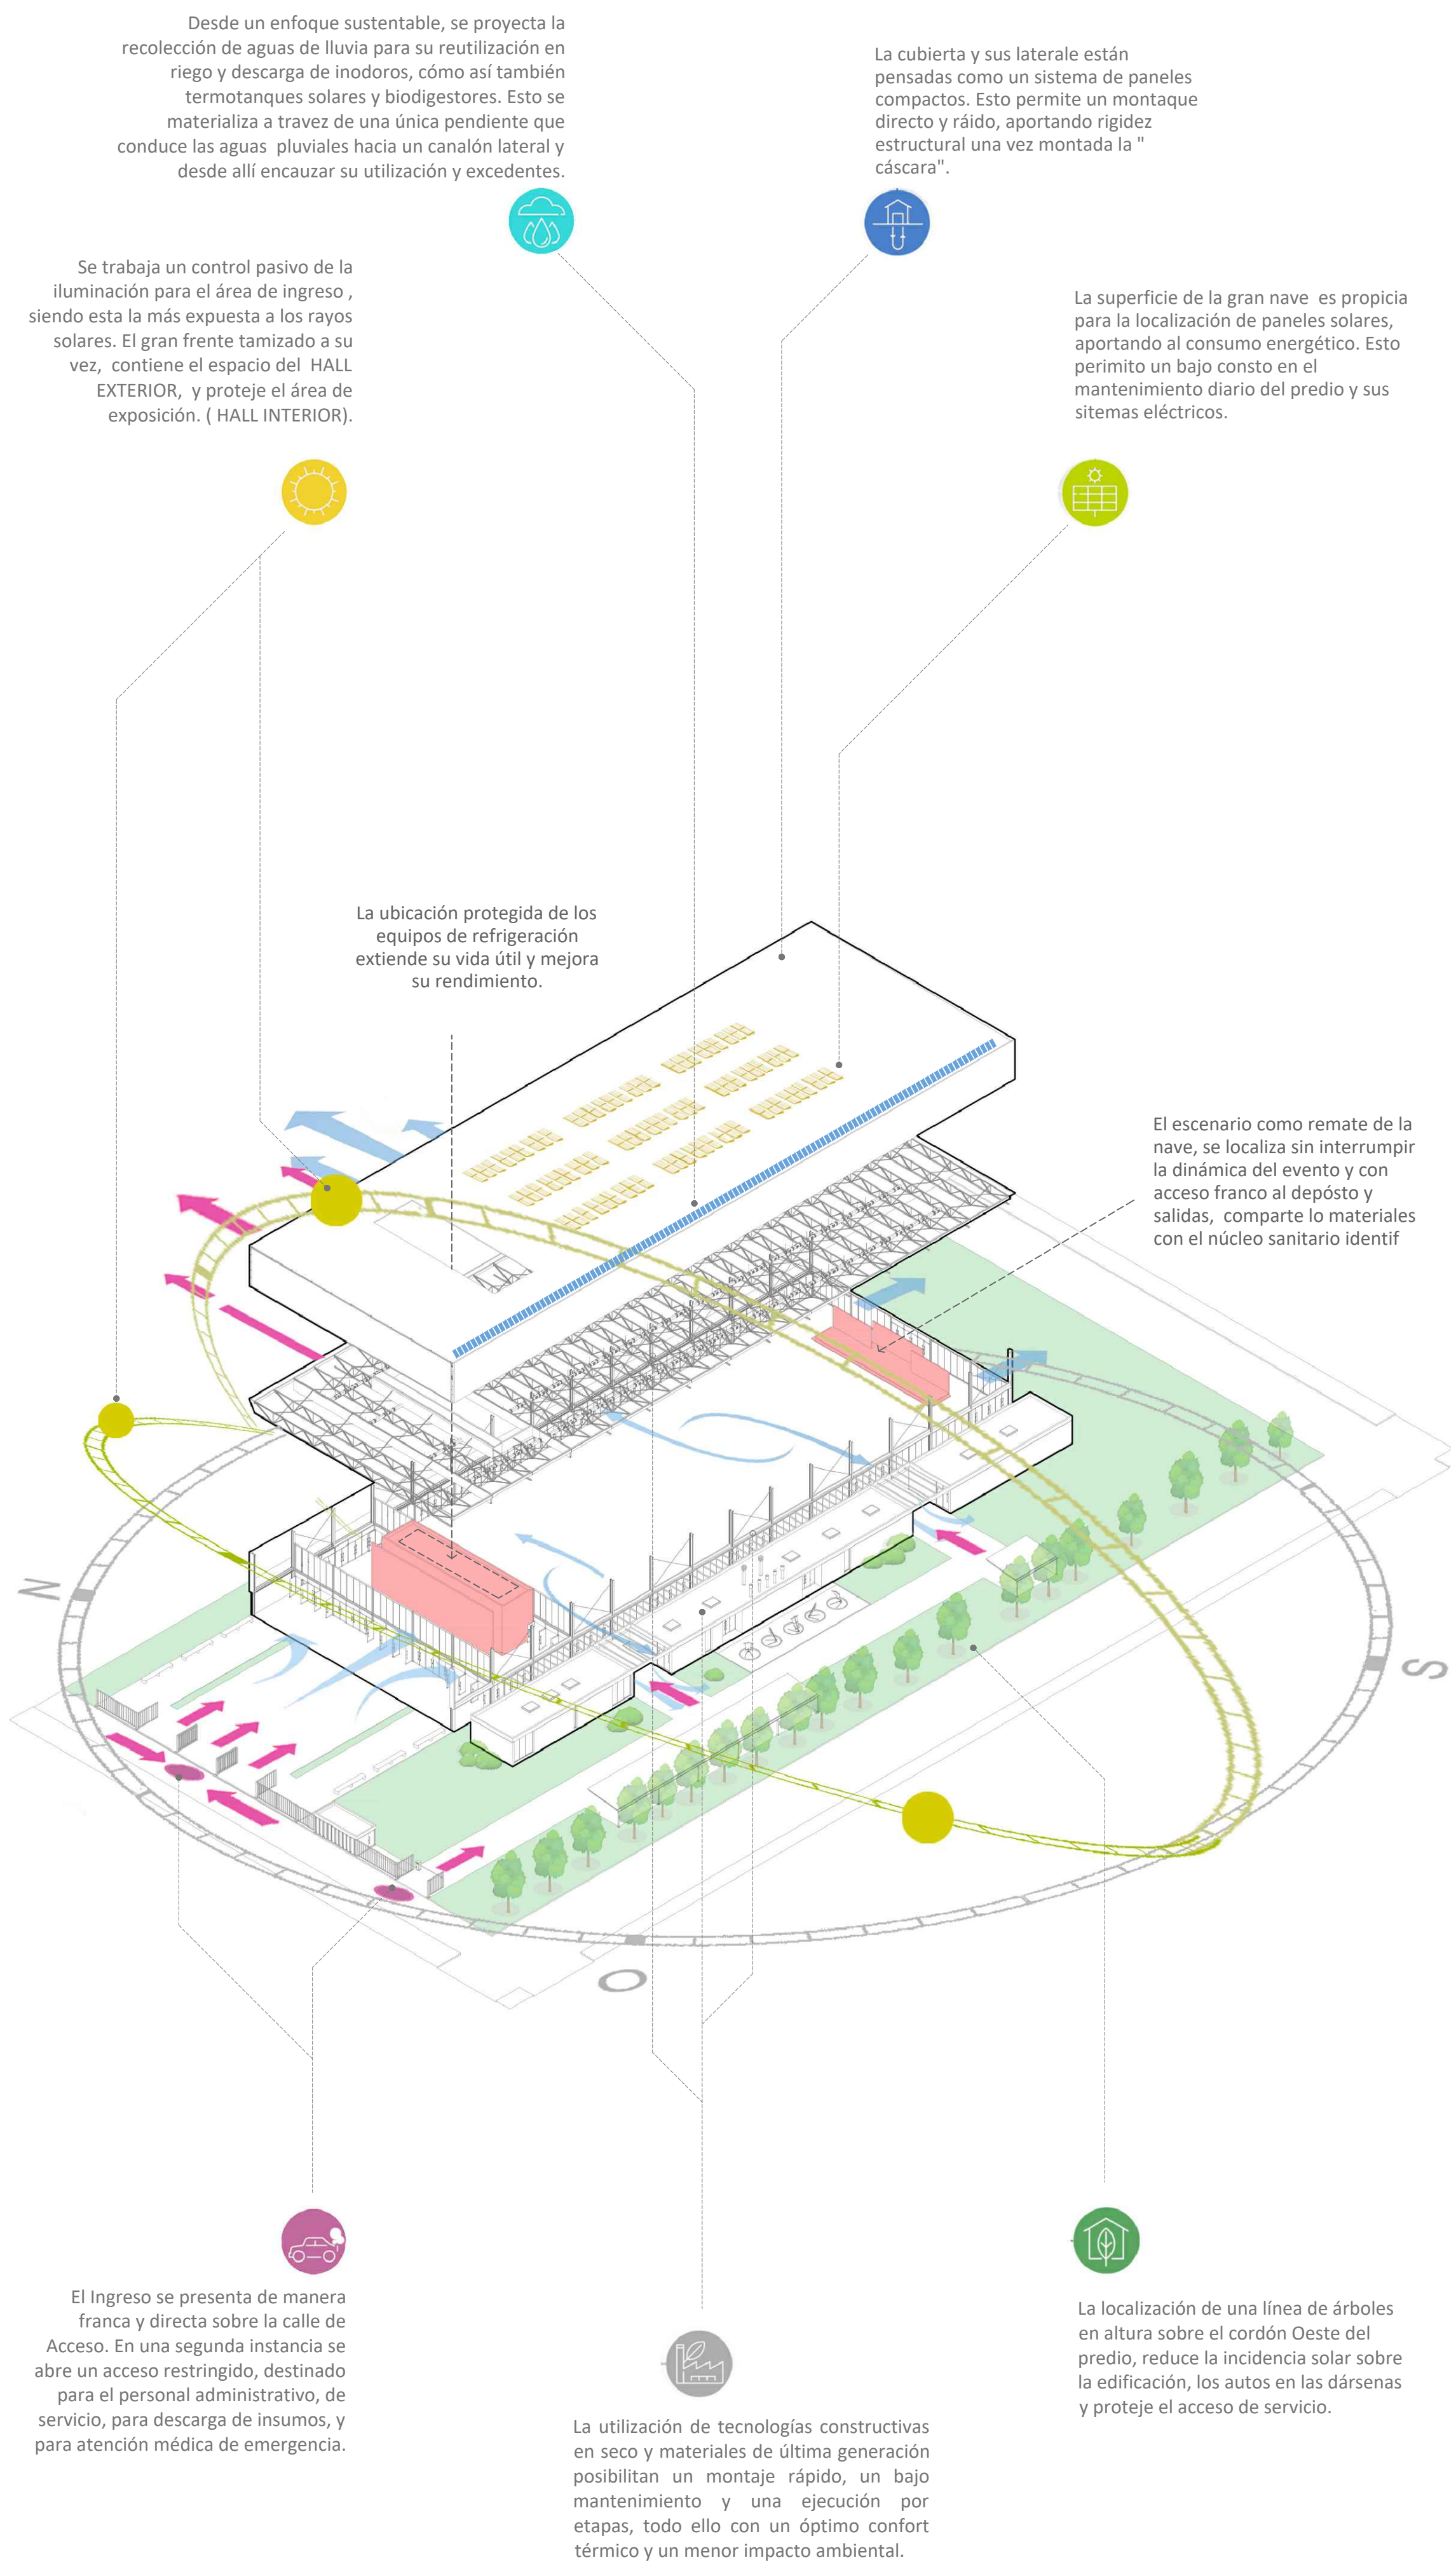 Desde un enfoque sustentable, se proyecta la
recolección de aguas de lluvia para su reutilización en
riego y descarga de inodoros, cómo así también
termotanques solares y biodigestores. Esto se
materializa a travez de una única pendiente que
conduce las aguas pluviales hacia un canalón lateral y
desde allí encauzar su utilización y excedentes.
La cubierta y sus laterale están
pensadas como un sistema de paneles
compactos. Esto permite un montaque
directo y ráido, aportando rigidez
estructural una vez montada la "
cáscara".
Se trabaja un control pasivo de la
iluminación para el área de ingreso ,
siendo esta la más expuesta a los rayos
solares. El gran frente tamizado a su
vez, contiene el espacio del HALL
EXTERIOR, y proteje el área de
exposición. ( HALL INTERIOR).
La superficie de la gran nave es propicia
para la localización de paneles solares,
aportando al consumo energético. Esto
perimito un bajo consto en el
mantenimiento diario del predio y sus
sitemas eléctricos.
La ubicación protegida de los
equipos de refrigeración
extiende su vida útil y mejora
su rendimiento.
El escenario como remate de la
nave, se localiza sin interrumpir
la dinámica del evento y con
acceso franco al depósto y
salidas, comparte lo materiales
con el núcleo sanitario identif
N
S
O
El Ingreso se presenta de manera
franca y directa sobre la calle de
Acceso. En una segunda instancia se
abre un acceso restringido, destinado
para el personal administrativo, de
servicio, para descarga de insumos, y
para atención médica de emergencia.
La localización de una línea de árboles
en altura sobre el cordón Oeste del
predio, reduce la incidencia solar sobre
la edificación, los autos en las dársenas
y proteje el acceso de servicio.
La utilización de tecnologías constructivas
en seco y materiales de última generación
posibilitan un montaje rápido, un bajo
mantenimiento y una ejecución por
etapas, todo ello con un óptimo confort
térmico y un menor impacto ambiental.